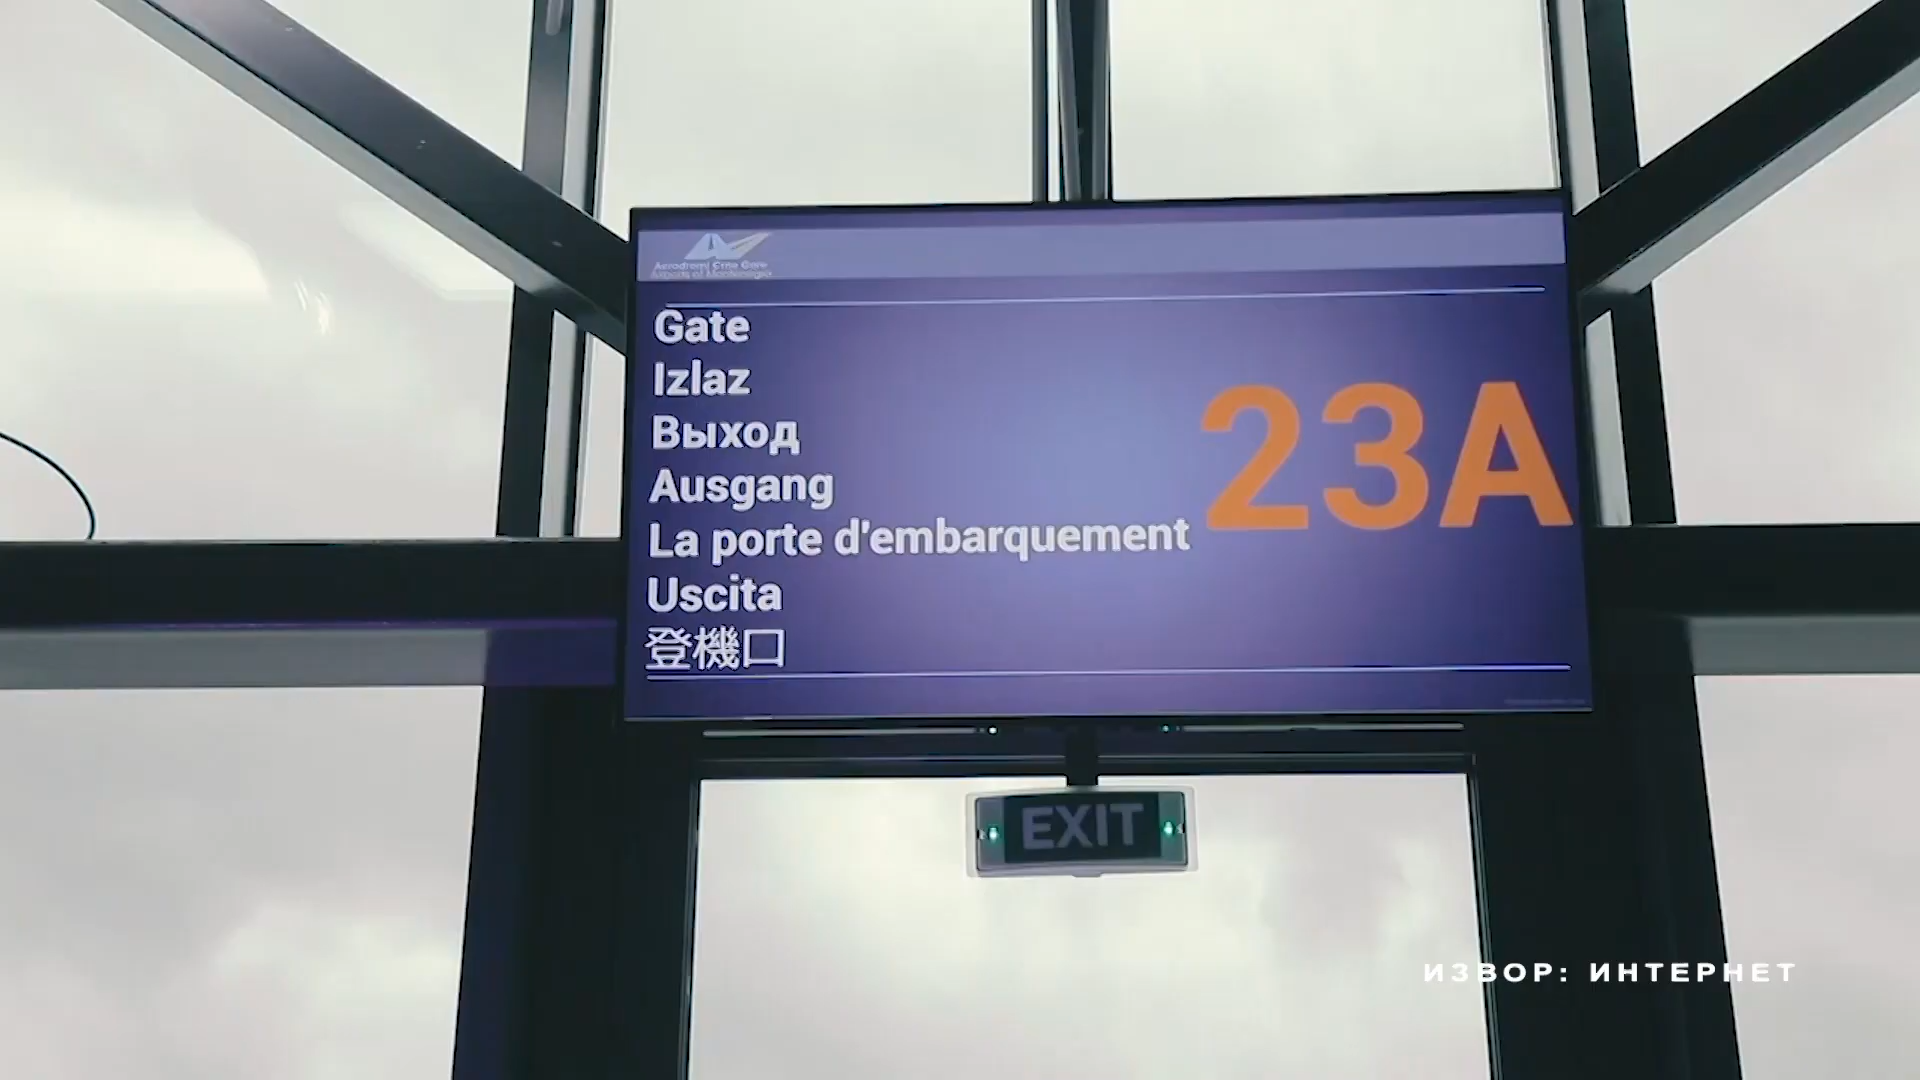 Aerodromi Crne Gore
Airports of Montenegro
Gate
Izlaz
Выход
Ausgang
La porte d'embarquement
Uscita
登機口
23A
EXIT
ИЗВОР: ИНТЕРНЕТ